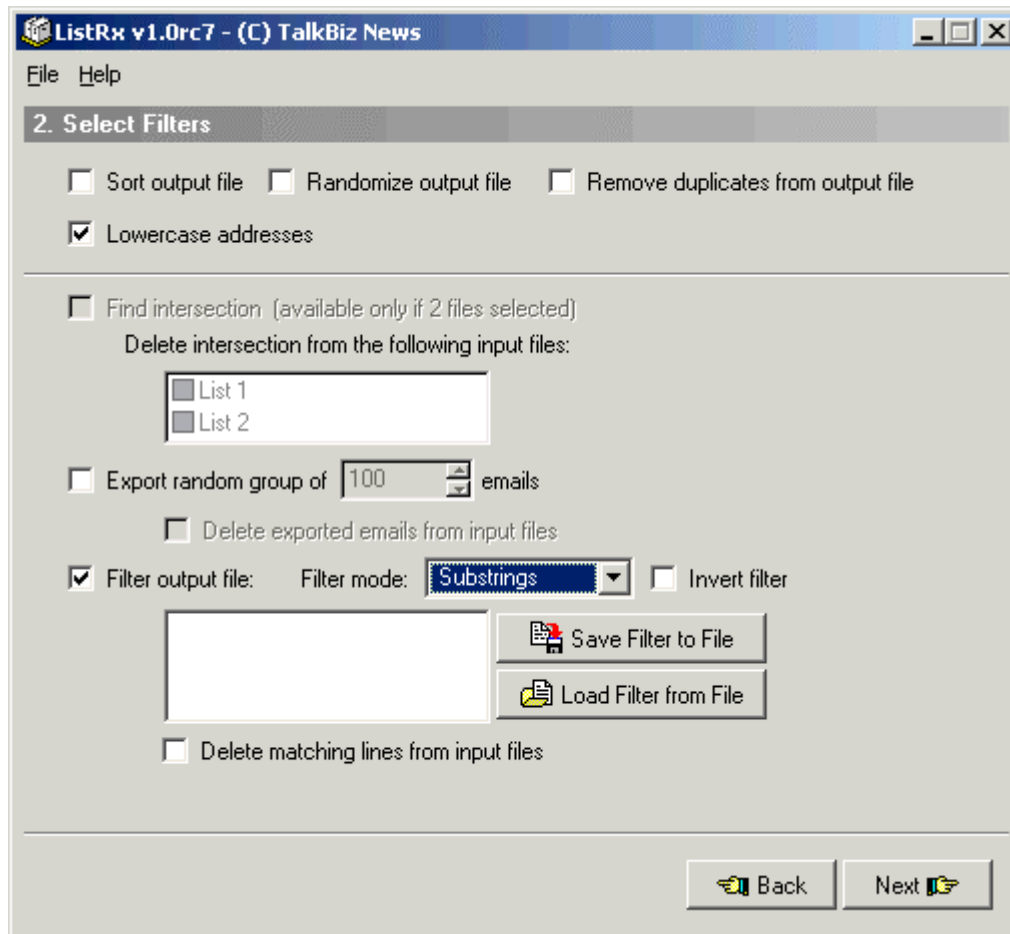 ListRx v1.0rc7 - (C) TalkBiz News
File Help
2. Select Filters
Sort output file Randomize output file Remove duplicates from output file
Lowercase addresses
Find intersection (available only if 2 files selected)
Delete intersection from the following input files:
List 1
List 2
Export random group of 100 emails
Delete exported emails from input files
Filter output file: Filter mode: Substrings Invert filter
Save Filter to File
Load Filter from File
Delete matching lines from input files
Back Next